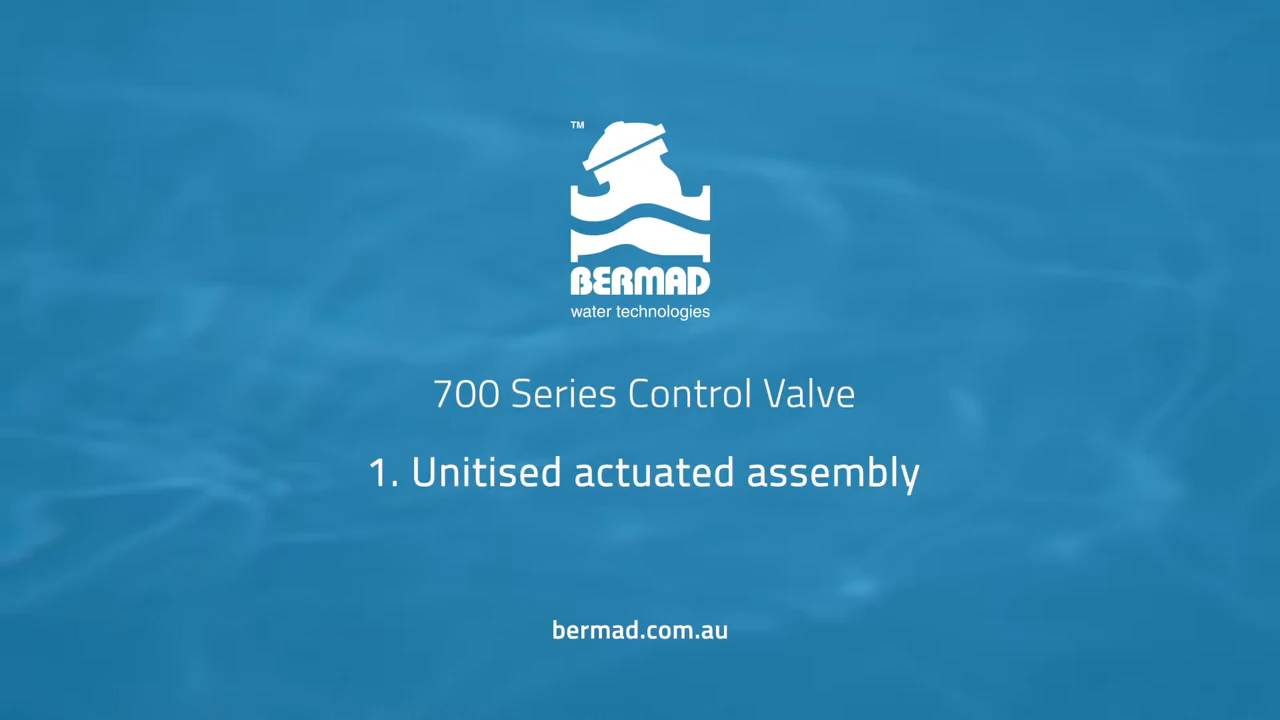 TM
BERMAD
water technologies
700 Series Control Valve
1. Unitised actuated assembly
bermad.com.au